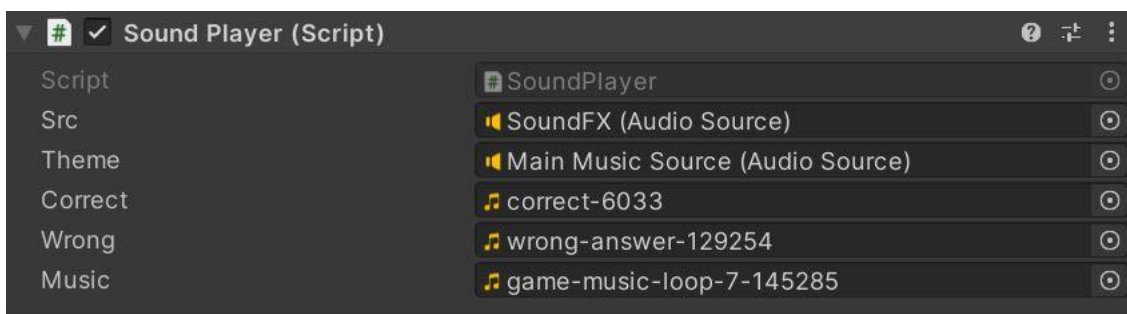 Sound Player (Script)
Script SoundPlayer
Src SoundFX (Audio Source)
Theme Main Music Source (Audio Source)
Correct correct-6033
Wrong wrong-answer-129254
Music game-music-loop-7-145285